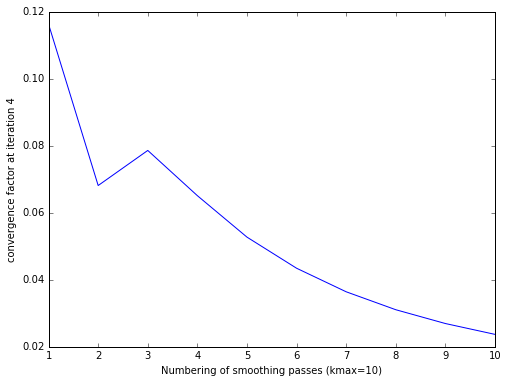 0.12
0.10
0.08
0.06
0.04
0.02
convergence factor at iteration 4
1 2 3 4 5 6 7 8 9 10
Numbering of smoothing passes (kmax=10)